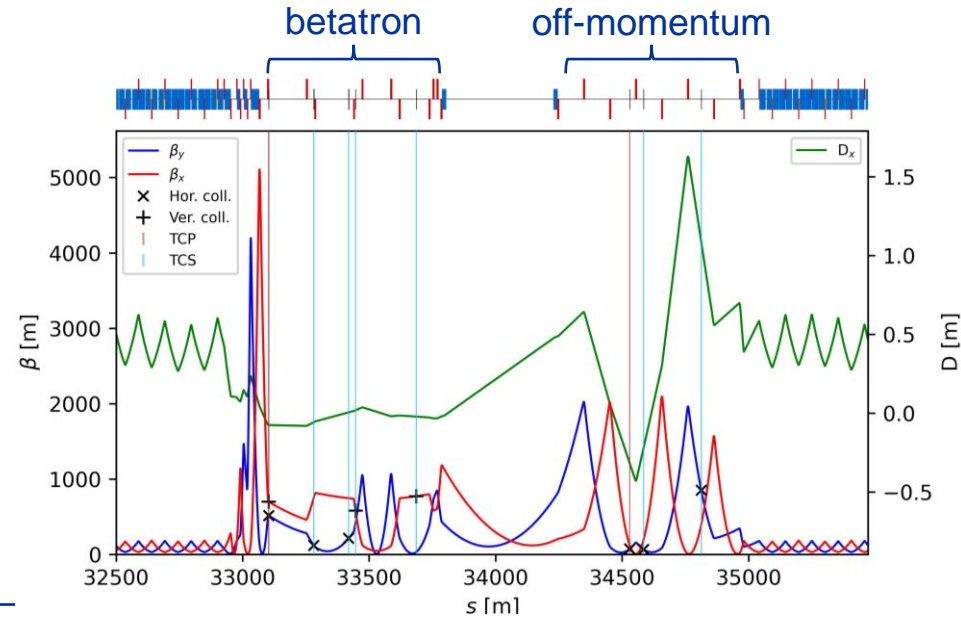 betatron off-momentum
β_y
β_x
Hor. coll.
Ver. coll.
TCP
TCS
D_x
5000
4000
3000
2000
1000
0
β [m]
1.5
1.0
0.5
0.0
−0.5
D [m]
32500 33000 33500 34000 34500 35000
s [m]